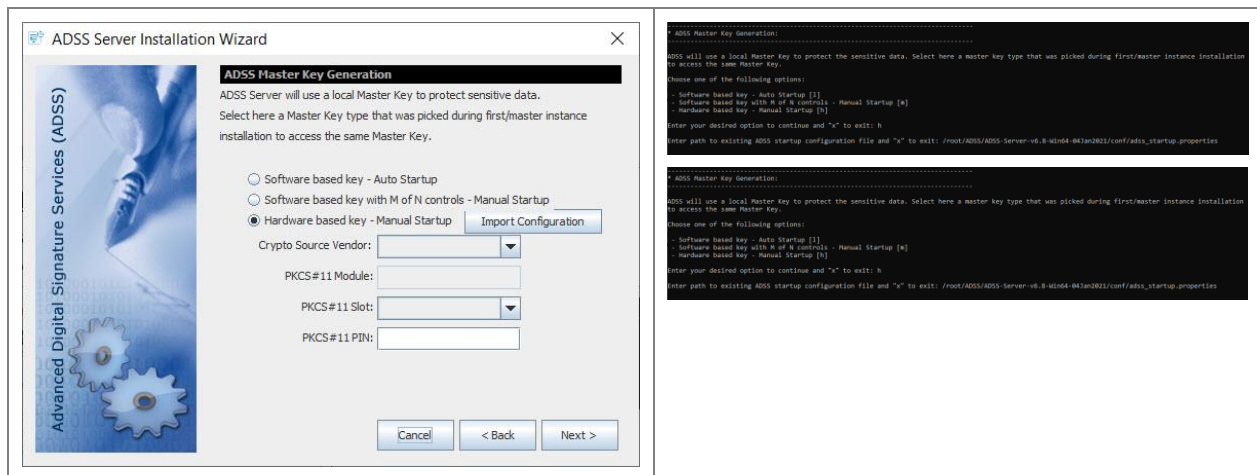 ADSS Server Installation Wizard
Advanced Digital Signature Services (ADSS)
ADSS Master Key Generation
ADSS Server will use a local Master Key to protect sensitive data.
Select here a Master Key type that was picked during first/master instance
installation to access the same Master Key.
Software based key - Auto Startup
Software based key with M of N controls - Manual Startup
Hardware based key - Manual Startup
Import Configuration
Crypto Source Vendor:
PKCS#11 Module:
PKCS#11 Slot:
PKCS#11 PIN:
Cancel
< Back
Next >
* ADSS Master Key Generation:
ADSS will use a local Master Key to protect the sensitive data. Select here a master key type that was picked during first/master instance installation
to access the same Master Key.
Choose one of the following options:
- Software based key - Auto Startup [l]
- Software based key with M of N controls - Manual Startup [m]
- Hardware based key - Manual Startup [h]
Enter your desired option to continue and "x" to exit: h
Enter path to existing ADSS startup configuration file and "x" to exit: /root/ADSS/ADSS-Server-v6.8-Win64-04Jan2021/conf/adss_startup.properties
* ADSS Master Key Generation:
ADSS will use a local Master Key to protect the sensitive data. Select here a master key type that was picked during first/master instance installation
to access the same Master Key.
Choose one of the following options:
- Software based key - Auto Startup [l]
- Software based key with M of N controls - Manual Startup [m]
- Hardware based key - Manual Startup [h]
Enter your desired option to continue and "x" to exit: h
Enter path to existing ADSS startup configuration file and "x" to exit: /root/ADSS/ADSS-Server-v6.8-Win64-04Jan2021/conf/adss_startup.properties